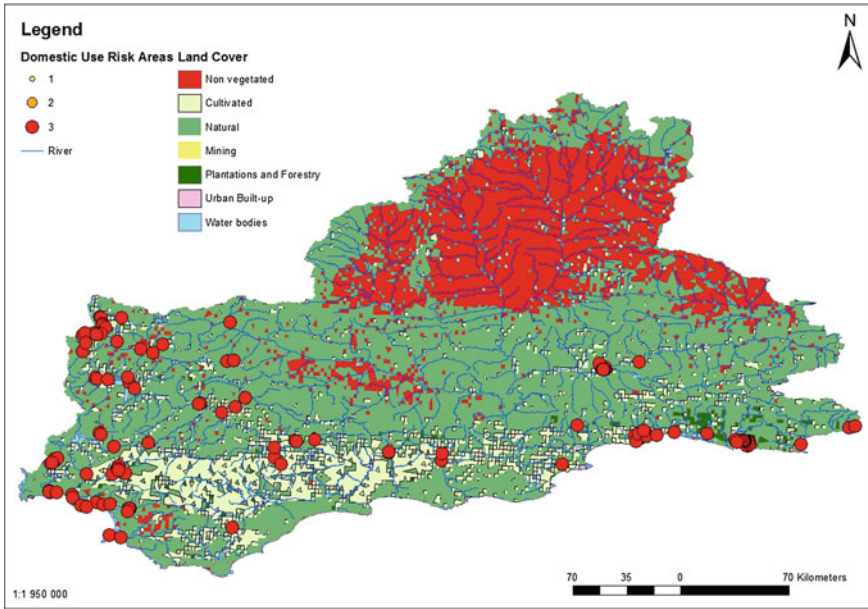 Legend
N
Domestic Use Risk Areas Land Cover
1
2
3
River
Non vegetated
Cultivated
Natural
Mining
Plantations and Forestry
Urban Built-up
Water bodies
70 35 0 70 Kilometers
1:1 950 000